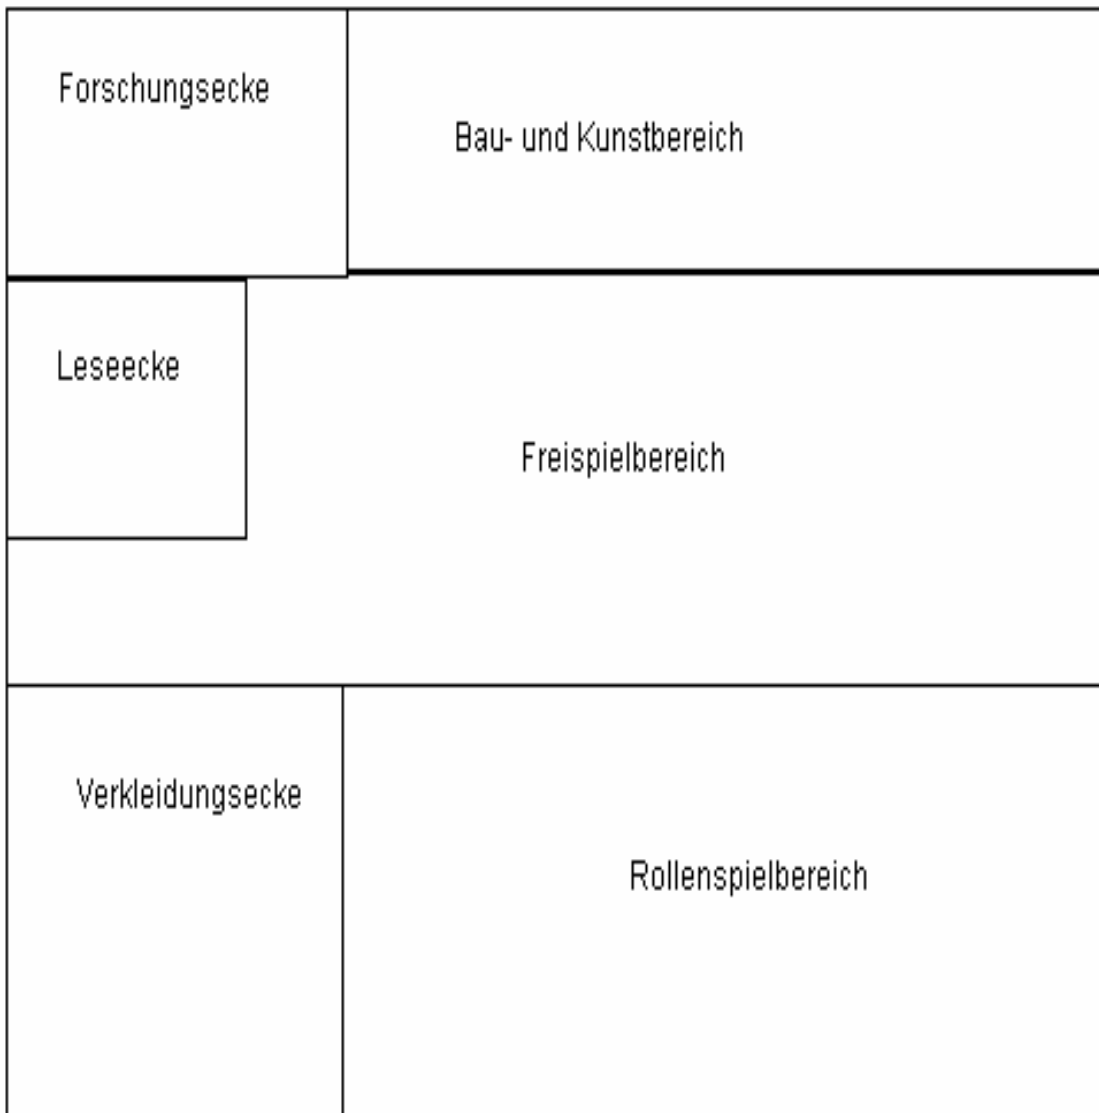 Forschungsecke
Bau- und Kunstbereich
Leseecke
Freispielbereich
Verkleidungsecke
Rollenspielbereich